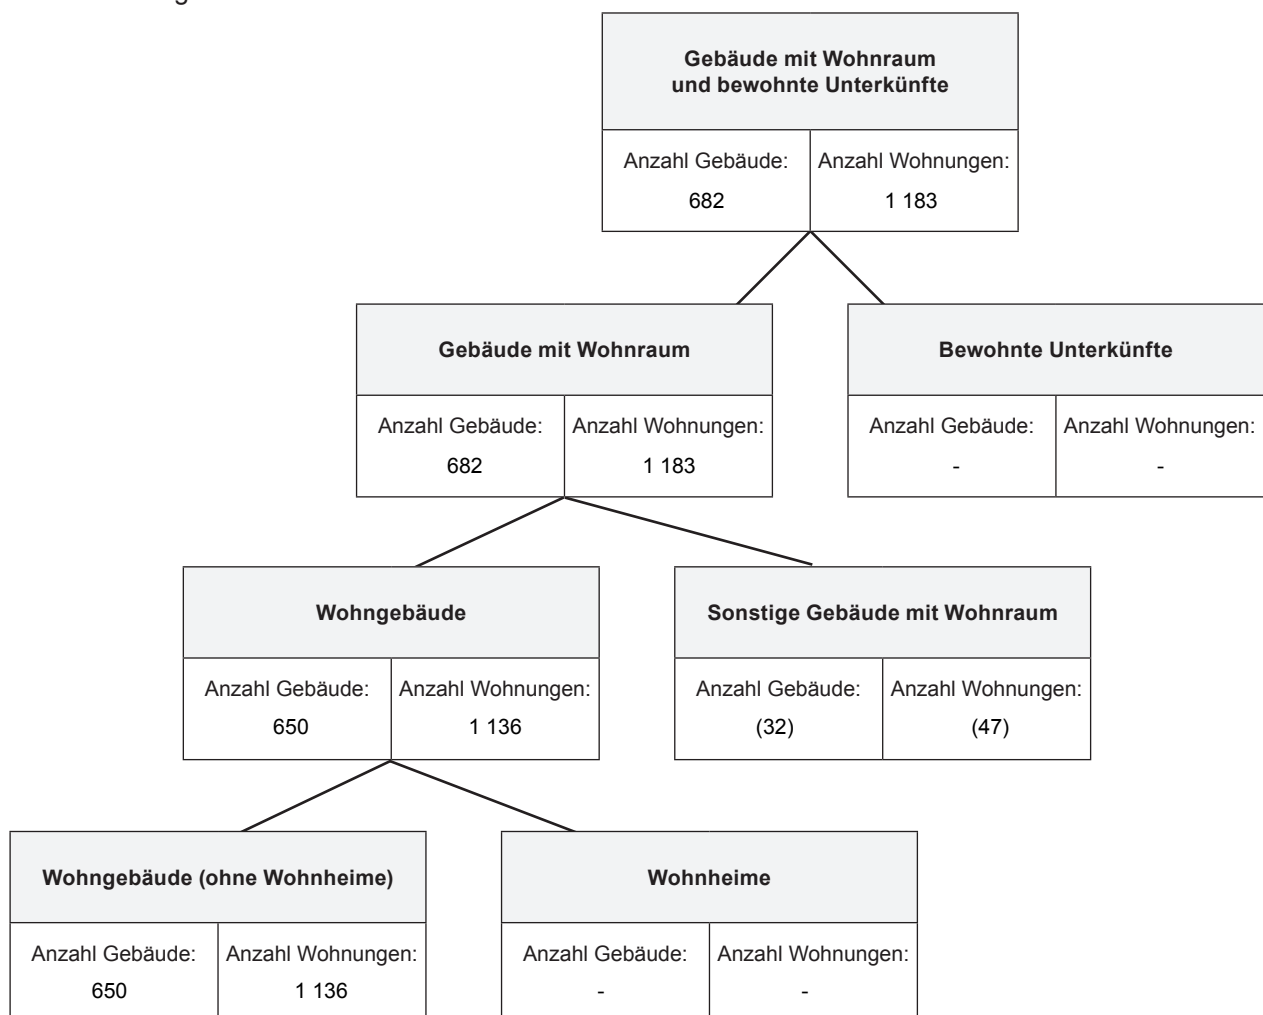 Gebäude mit Wohnraum
und bewohnte Unterkünfte
Anzahl Gebäude: Anzahl Wohnungen:
682 1 183
Gebäude mit Wohnraum Bewohnte Unterkünfte
Anzahl Gebäude: Anzahl Wohnungen: Anzahl Gebäude: Anzahl Wohnungen:
682 1 183 - -
Wohngebäude Sonstige Gebäude mit Wohnraum
Anzahl Gebäude: Anzahl Wohnungen: Anzahl Gebäude: Anzahl Wohnungen:
650 1 136 (32) (47)
Wohngebäude (ohne Wohnheime) Wohnheime
Anzahl Gebäude: Anzahl Wohnungen: Anzahl Gebäude: Anzahl Wohnungen:
650 1 136 - -